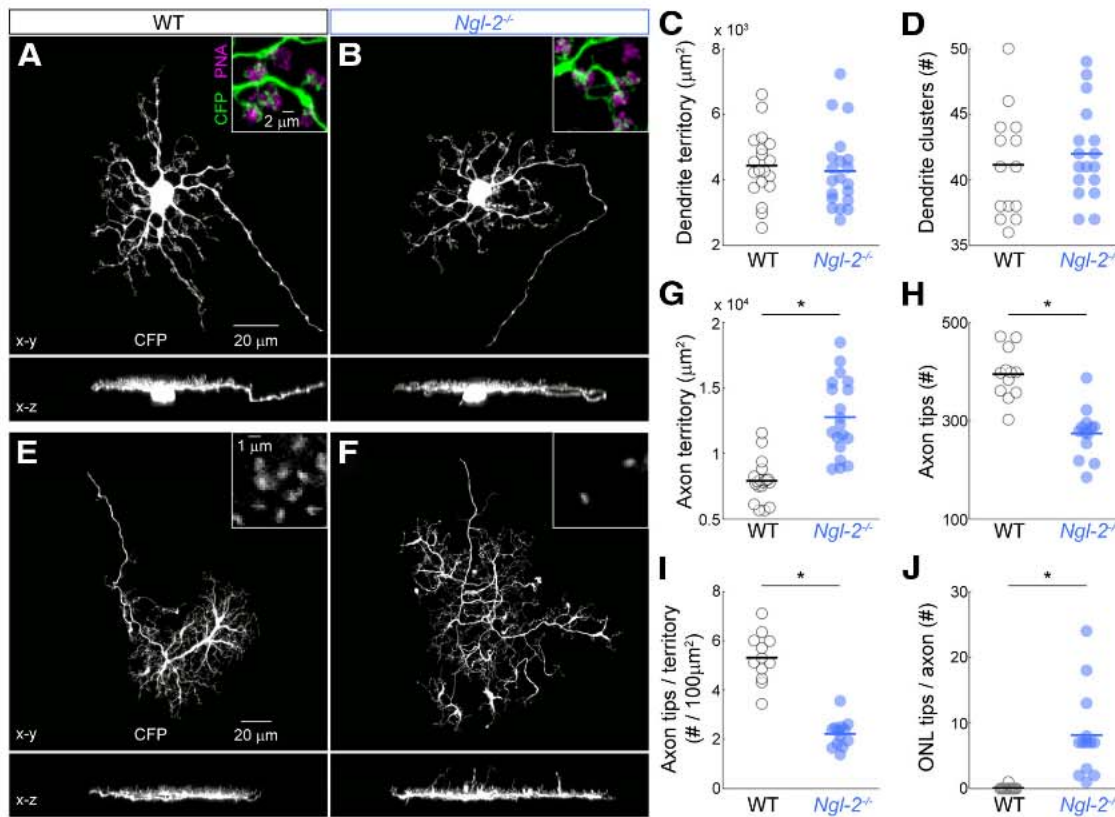 WT
Ngl-2-/-
A
CFP PNA
2 μm
x-y
CFP
20 μm
x-z
B
C
x 10³
Dendrite territory (μm²)
8
6
4
2
WT
Ngl-2-/-
D
Dendrite clusters (#)
50
45
40
35
WT
Ngl-2-/-
E
1 μm
x-y
CFP
20 μm
x-z
F
G
x 10⁴
Axon territory (μm²)
2
1.5
1
0.5
*
WT
Ngl-2-/-
H
Axon tips (#)
500
300
100
*
WT
Ngl-2-/-
I
Axon tips / territory
(# / 100μm²)
8
6
4
2
0
*
WT
Ngl-2-/-
J
ONL tips / axon (#)
30
20
10
0
*
WT
Ngl-2-/-